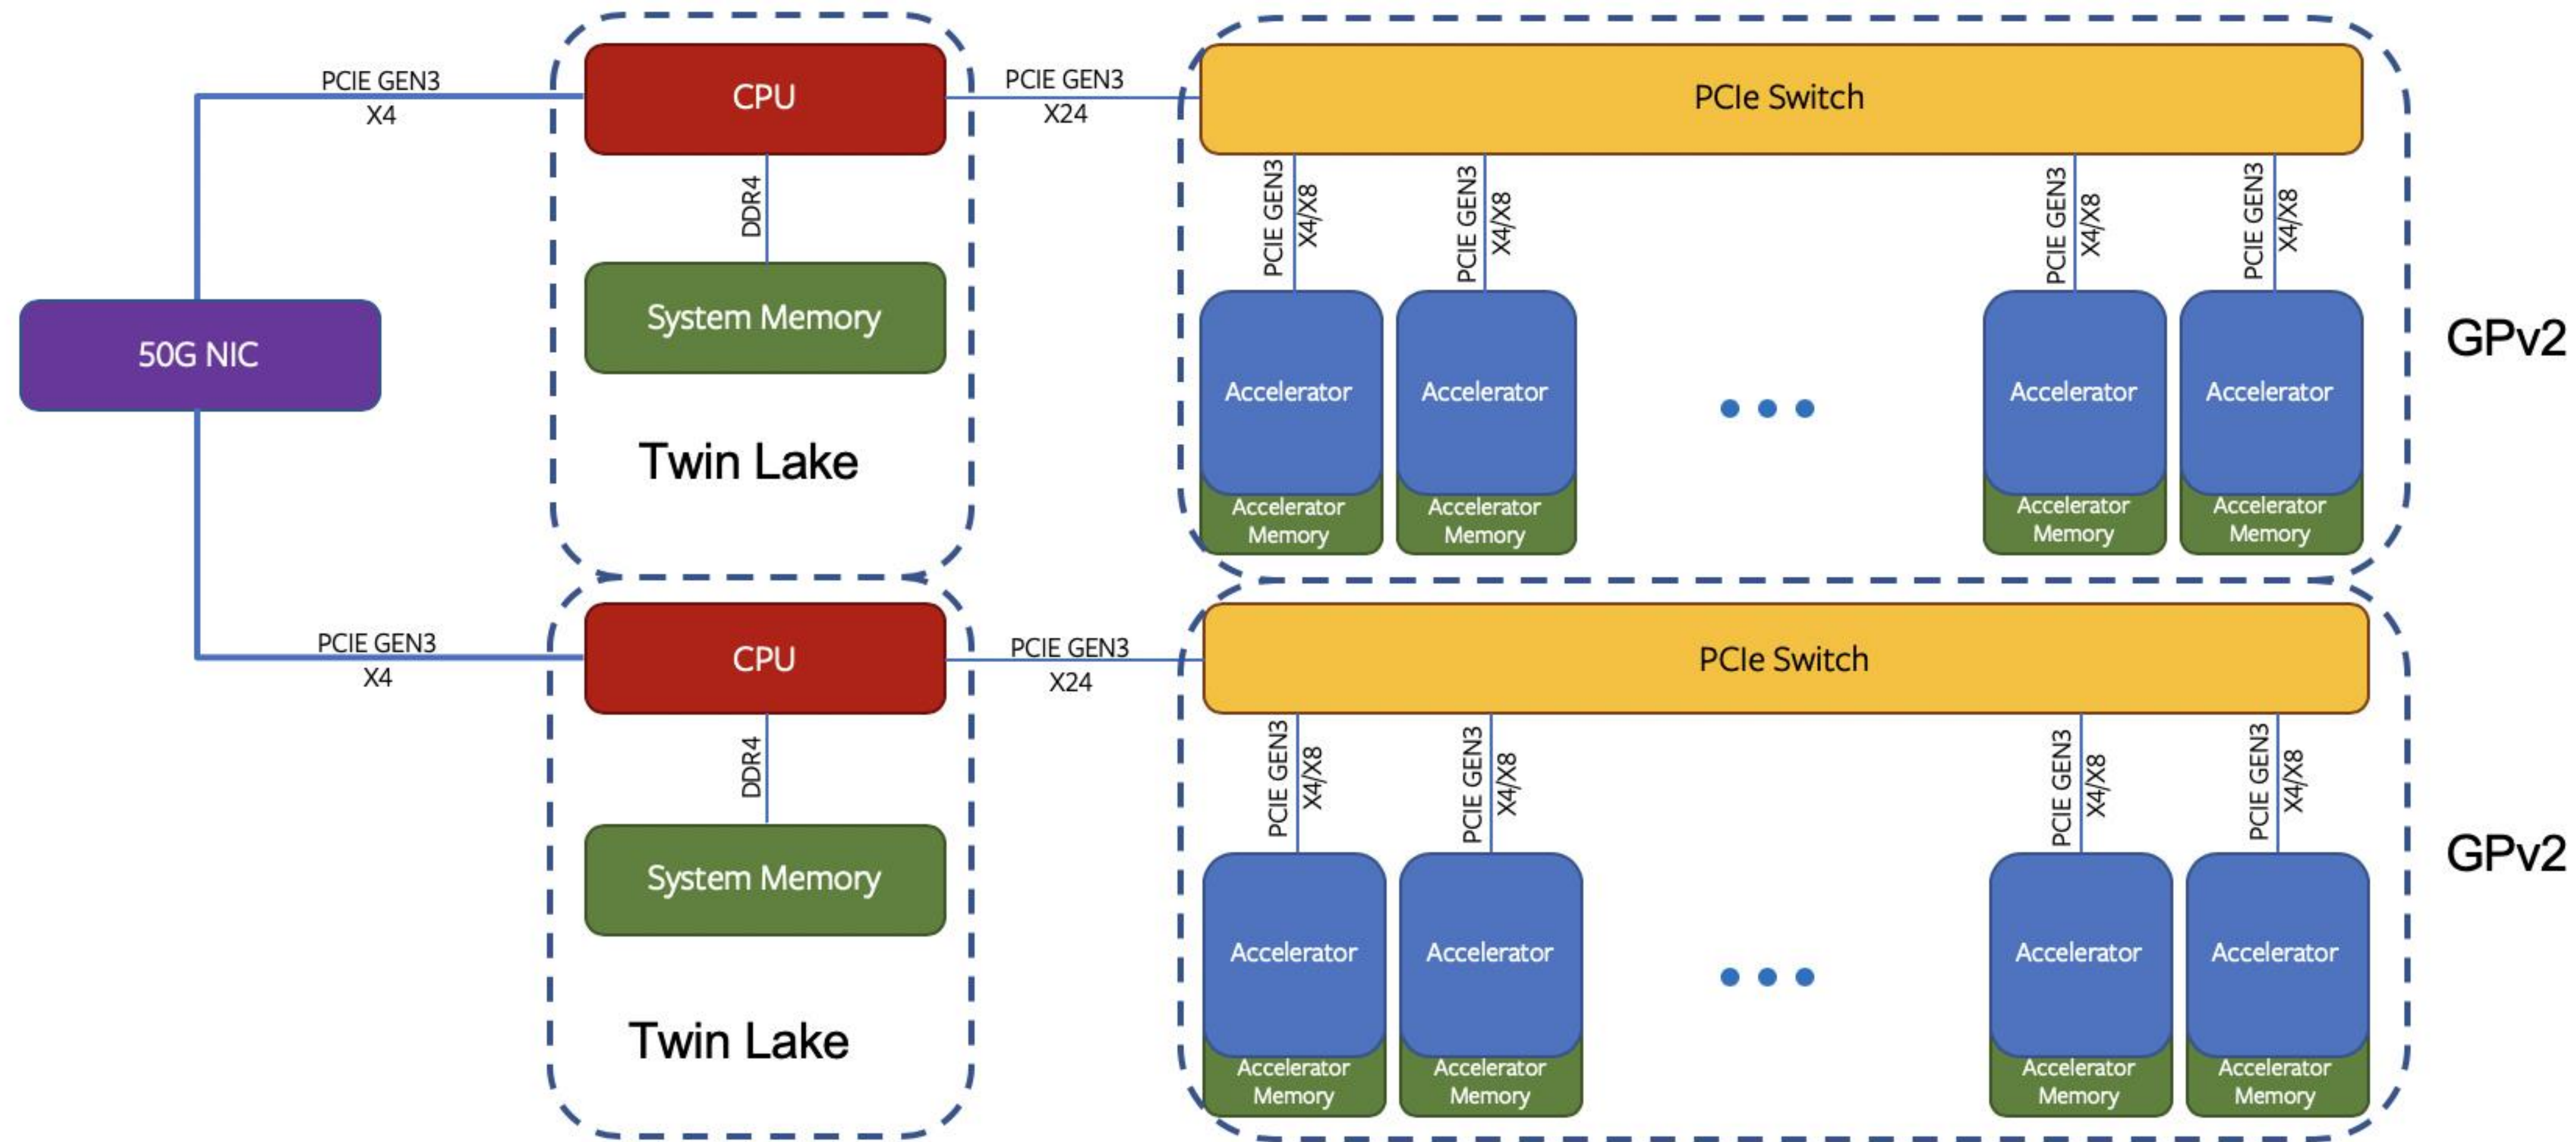 PCIE GEN3
X4
CPU
PCIE GEN3
X24
PCIe Switch
DDR4
PCIE GEN3
X4/X8
PCIE GEN3
X4/X8
PCIE GEN3
X4/X8
PCIE GEN3
X4/X8
System Memory
50G NIC
Twin Lake
Accelerator
Accelerator
Accelerator
Accelerator
Accelerator
Memory
Accelerator
Memory
Accelerator
Memory
Accelerator
Memory
GPv2
PCIE GEN3
X4
CPU
PCIE GEN3
X24
PCIe Switch
DDR4
PCIE GEN3
X4/X8
PCIE GEN3
X4/X8
PCIE GEN3
X4/X8
PCIE GEN3
X4/X8
System Memory
Twin Lake
Accelerator
Accelerator
Accelerator
Accelerator
Accelerator
Memory
Accelerator
Memory
Accelerator
Memory
Accelerator
Memory
GPv2